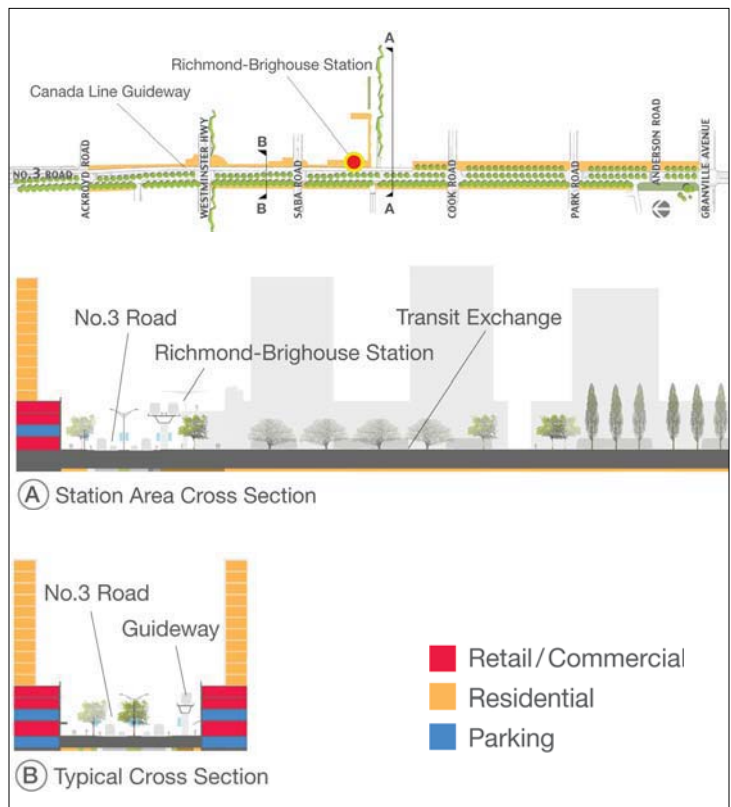 A
Richmond-Brighouse Station
Canada Line Guideway
B
NO.3 ROAD
ACKROYD ROAD
WESTMINSTER HWY
SABA ROAD
COOK ROAD
PARK ROAD
ANDERSON ROAD
GRANVILLE AVENUE
B
A
No.3 Road
Transit Exchange
Richmond-Brighouse Station
A Station Area Cross Section
No.3 Road
Guideway
Retail/Commercial
Residential
Parking
B Typical Cross Section